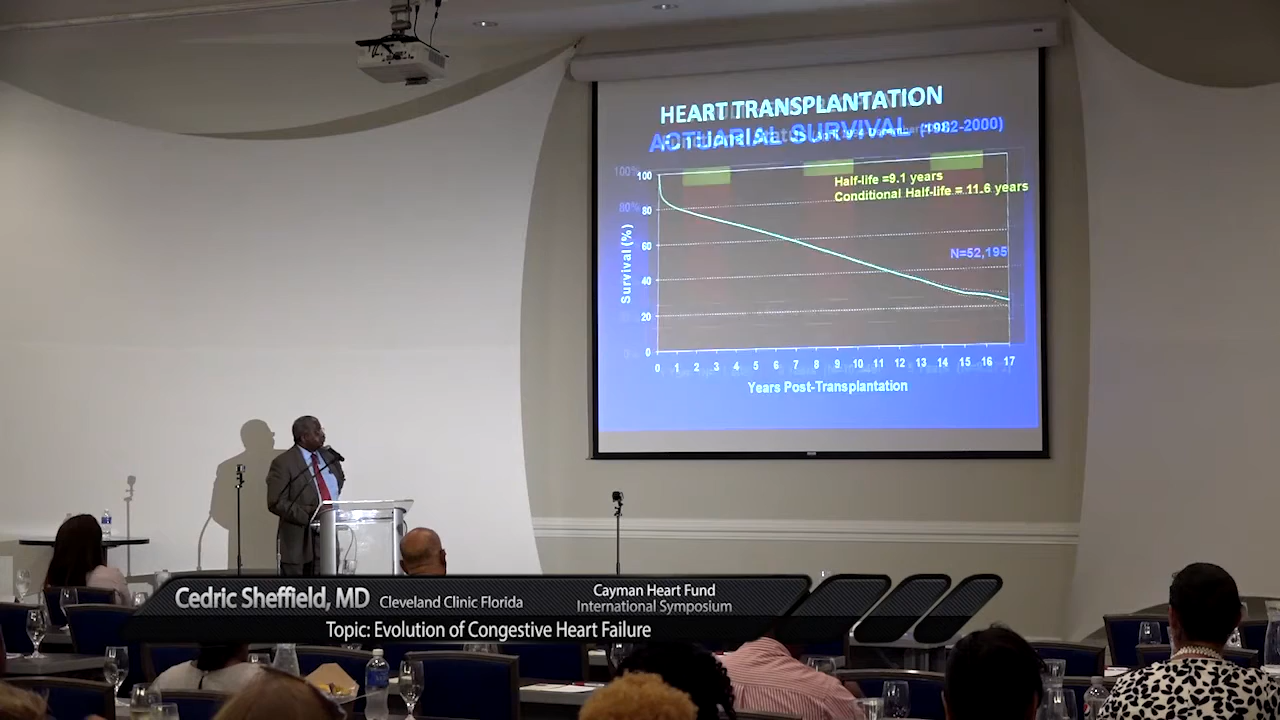 HEART TRANSPLANTATION
ACTUARIAL SURVIVAL (1982-2000)
Half-life =9.1 years
Conditional Half-life = 11.6 years
N=52,195
Survival (%)
100%
80%
100
80
60
40
20
0
0 1 2 3 4 5 6 7 8 9 10 11 12 13 14 15 16 17
Years Post-Transplantation
Cedric Sheffield, MD Cleveland Clinic Florida
Cayman Heart Fund
International Symposium
Topic: Evolution of Congestive Heart Failure